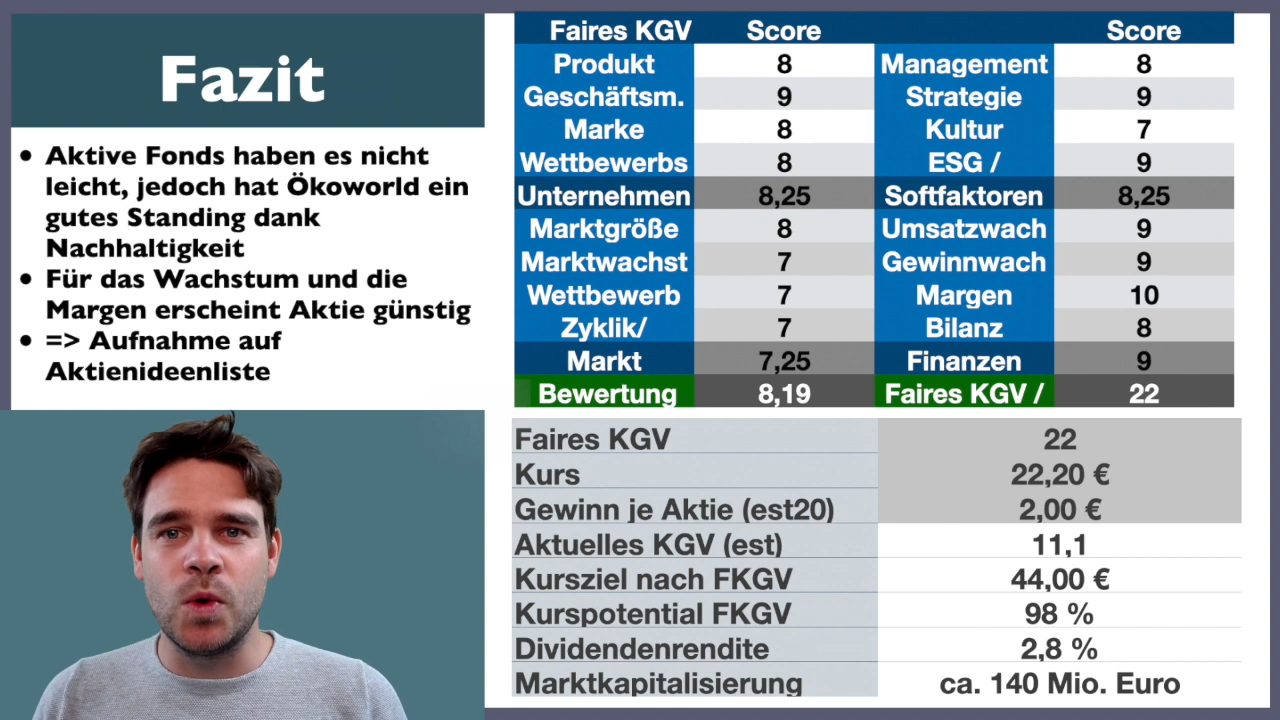 Fazit
• Aktive Fonds haben es nicht
leicht, jedoch hat Ökoworld ein
gutes Standing dank
Nachhaltigkeit
• Für das Wachstum und die
Margen erscheint Aktie günstig
• => Aufnahme auf
Aktienideenliste
Faires KGV Score Score
Produkt 8 Management 8
Geschäftsm. 9 Strategie 9
Marke 8 Kultur 7
Wettbewerbs 8 ESG / 9
Unternehmen 8,25 Softfaktoren 8,25
Marktgröße 8 Umsatzwach 9
Marktwachst 7 Gewinnwach 9
Wettbewerb 7 Margen 10
Zyklik/ 7 Bilanz 8
Markt 7,25 Finanzen 9
Bewertung 8,19 Faires KGV / 22
Faires KGV 22
Kurs 22,20 €
Gewinn je Aktie (est20) 2,00 €
Aktuelles KGV (est) 11,1
Kursziel nach FKGV 44,00 €
Kurspotential FKGV 98 %
Dividendenrendite 2,8 %
Marktkapitalisierung ca. 140 Mio. Euro